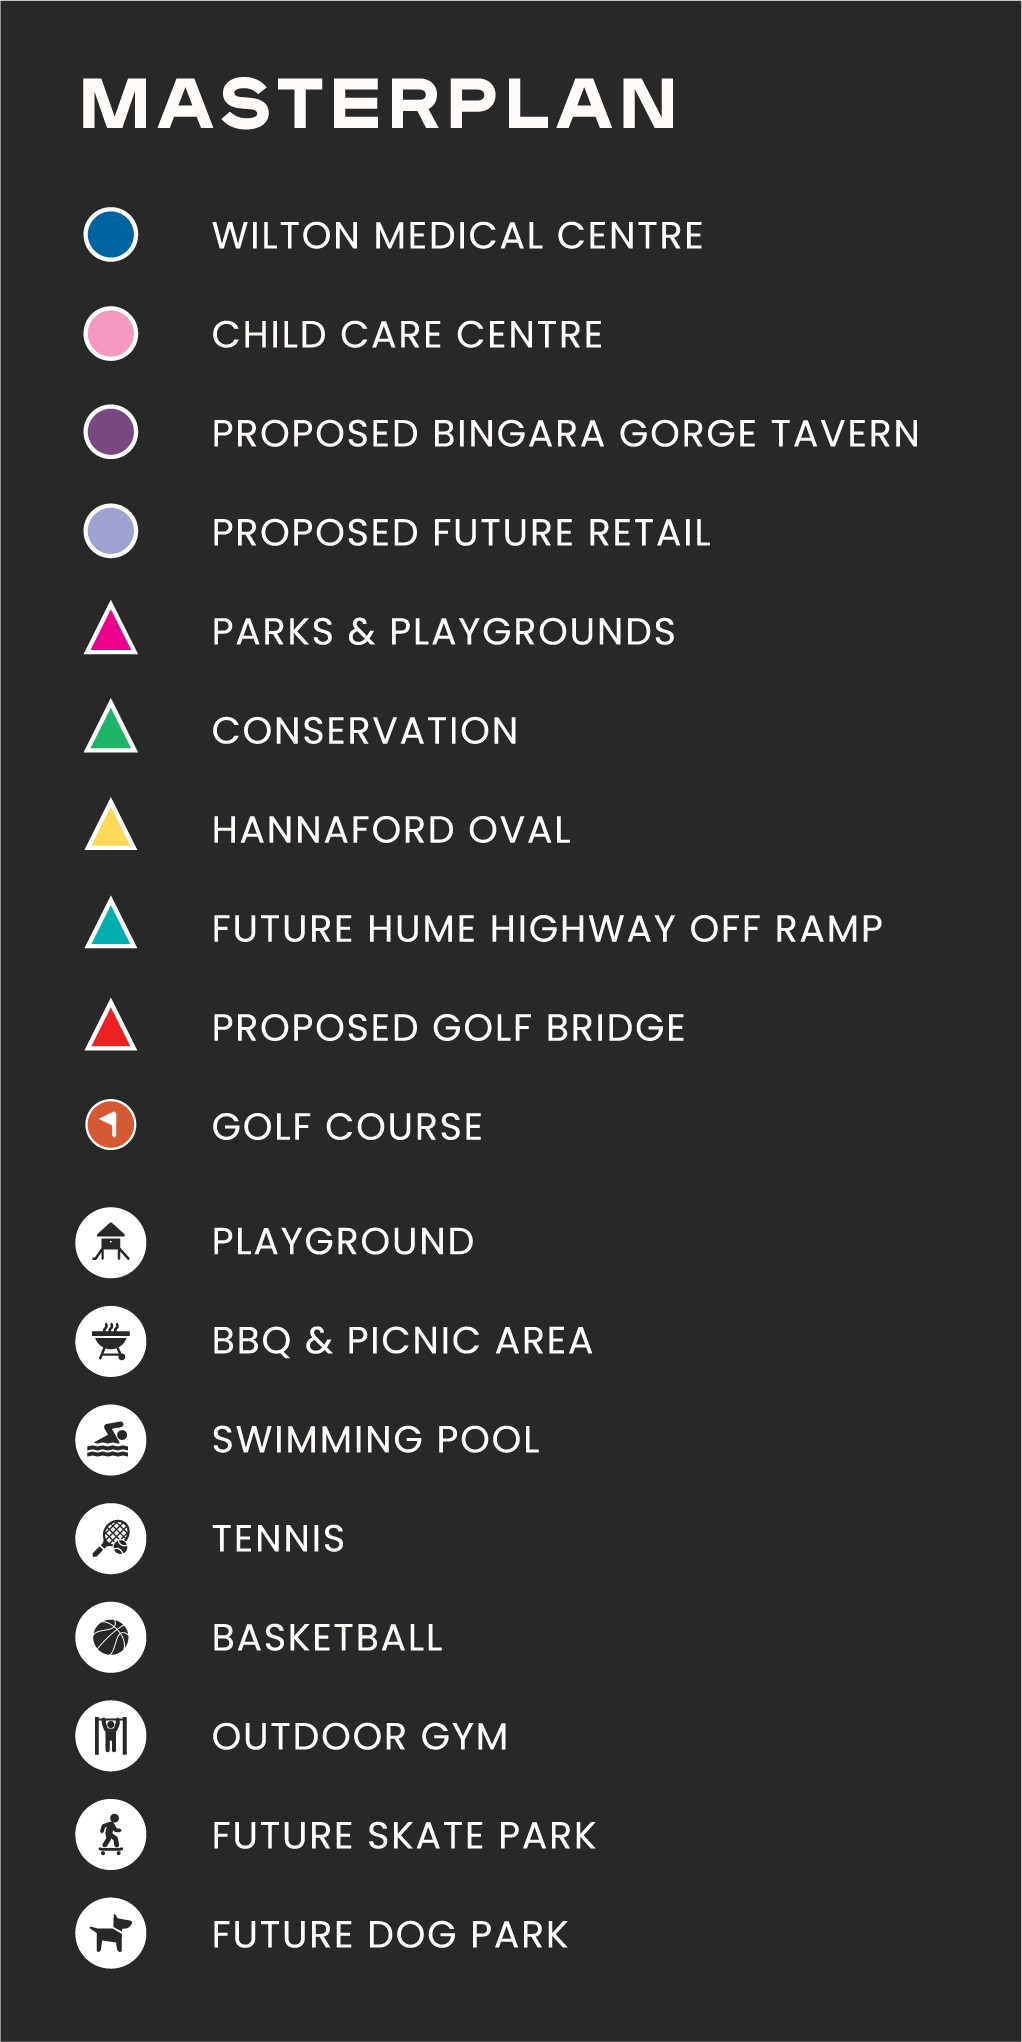 MASTERPLAN
WILTON MEDICAL CENTRE
CHILD CARE CENTRE
PROPOSED BINGARA GORGE TAVERN
PROPOSED FUTURE RETAIL
PARKS & PLAYGROUNDS
CONSERVATION
HANNAFORD OVAL
FUTURE HUME HIGHWAY OFF RAMP
PROPOSED GOLF BRIDGE
GOLF COURSE
PLAYGROUND
BBQ & PICNIC AREA
SWIMMING POOL
TENNIS
BASKETBALL
OUTDOOR GYM
FUTURE SKATE PARK
FUTURE DOG PARK